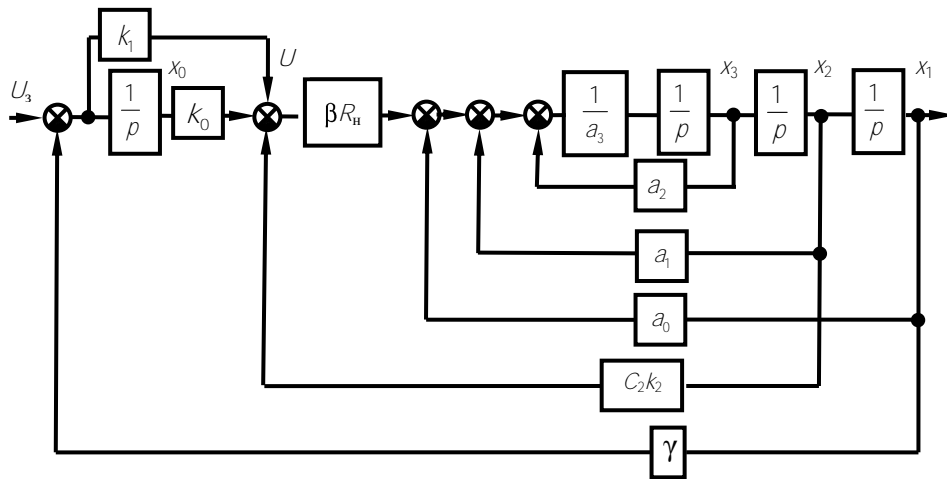 k₁
x₀
U
x₃
x₂
x₁
Uз
1/p
k₀
βRн
1/a₃
1/p
1/p
1/p
a₂
a₁
a₀
C₂k₂
γ